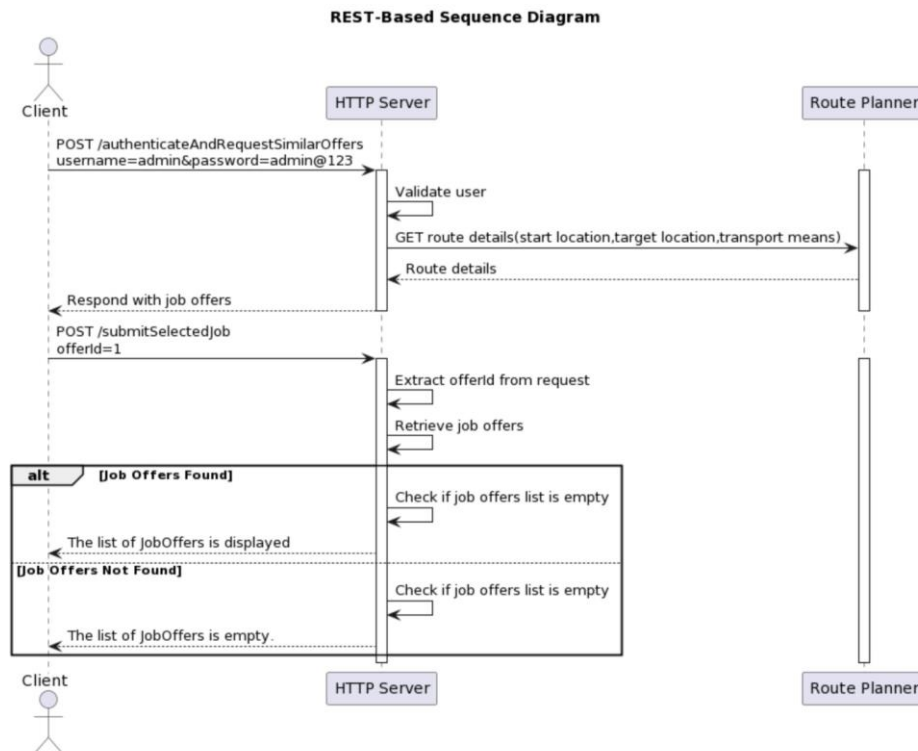 REST-Based Sequence Diagram
Client
HTTP Server
Route Planner
POST /authenticateAndRequestSimilarOffers
username=admin&password=admin@123
Validate user
GET route details(start location,target location,transport means)
Route details
Respond with job offers
POST /submitSelectedJob
offerId=1
Extract offerId from request
Retrieve job offers
alt [Job Offers Found]
Check if job offers list is empty
The list of JobOffers is displayed
[Job Offers Not Found]
Check if job offers list is empty
The list of JobOffers is empty.
Client
HTTP Server
Route Planner